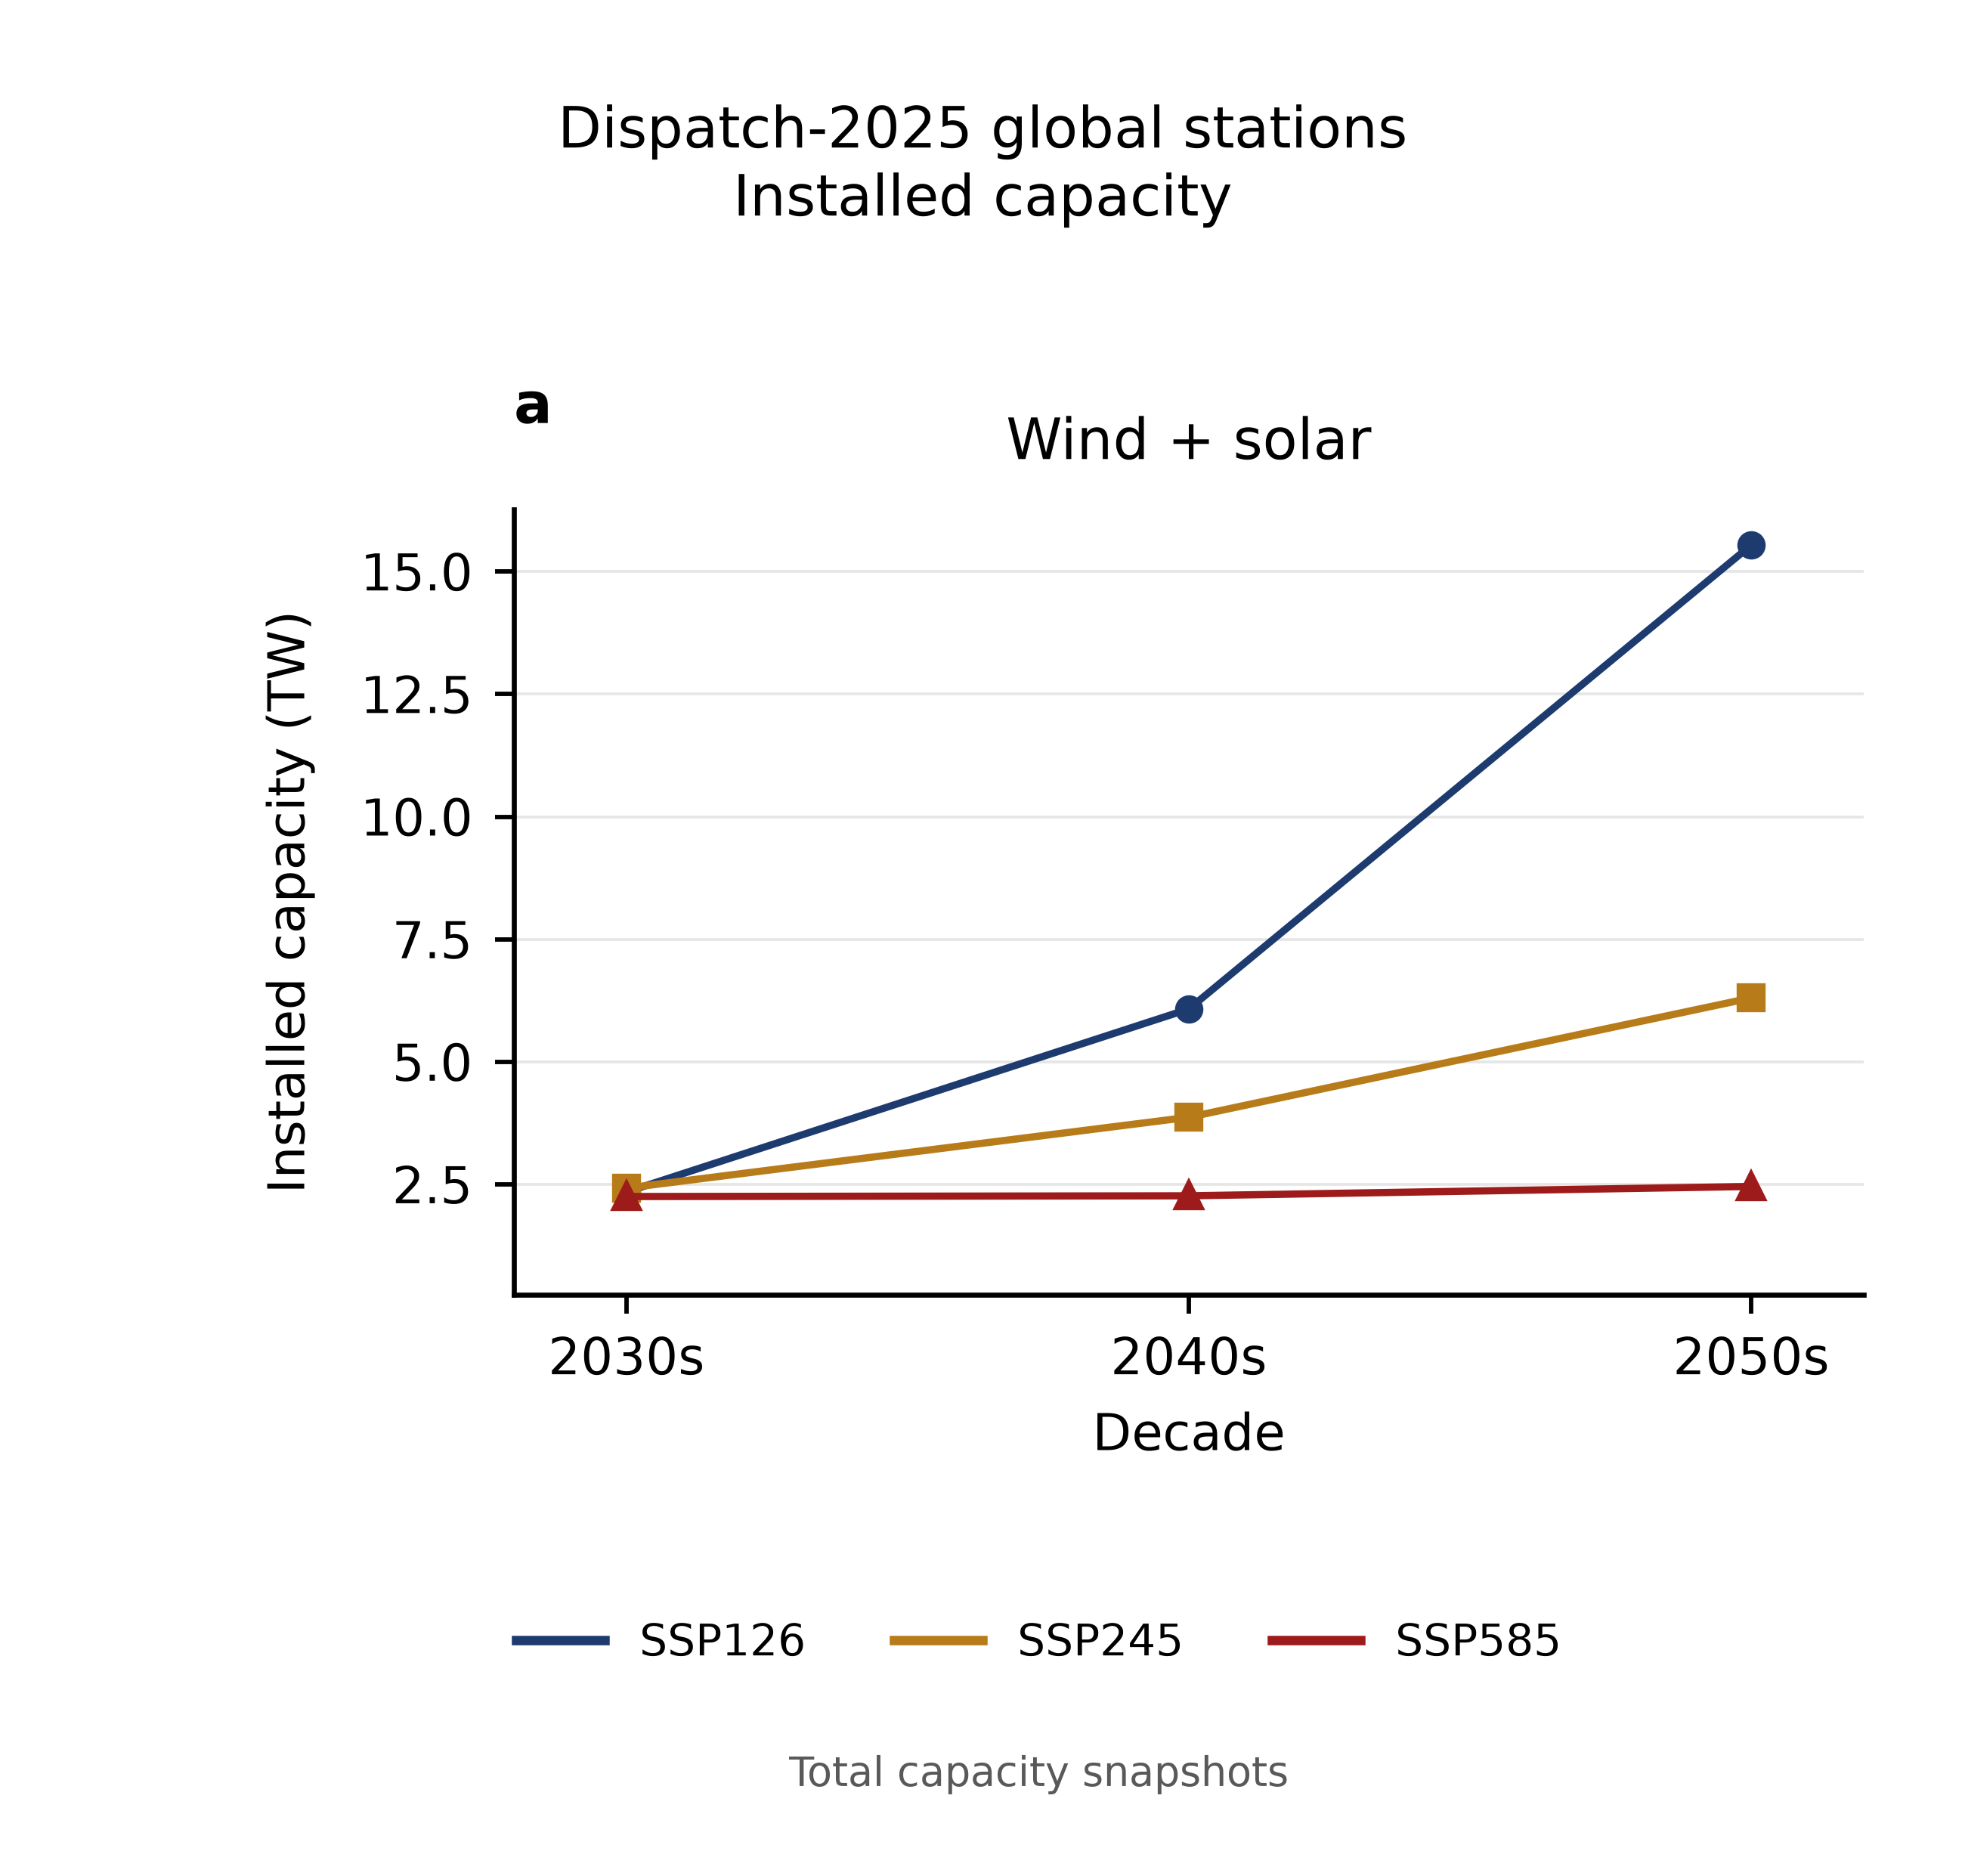 Dispatch-2025 global stations
Installed capacity
a
Wind + solar
Installed capacity (TW)
15.0
12.5
10.0
7.5
5.0
2.5
2030s 2040s 2050s
Decade
SSP126 SSP245 SSP585
Total capacity snapshots